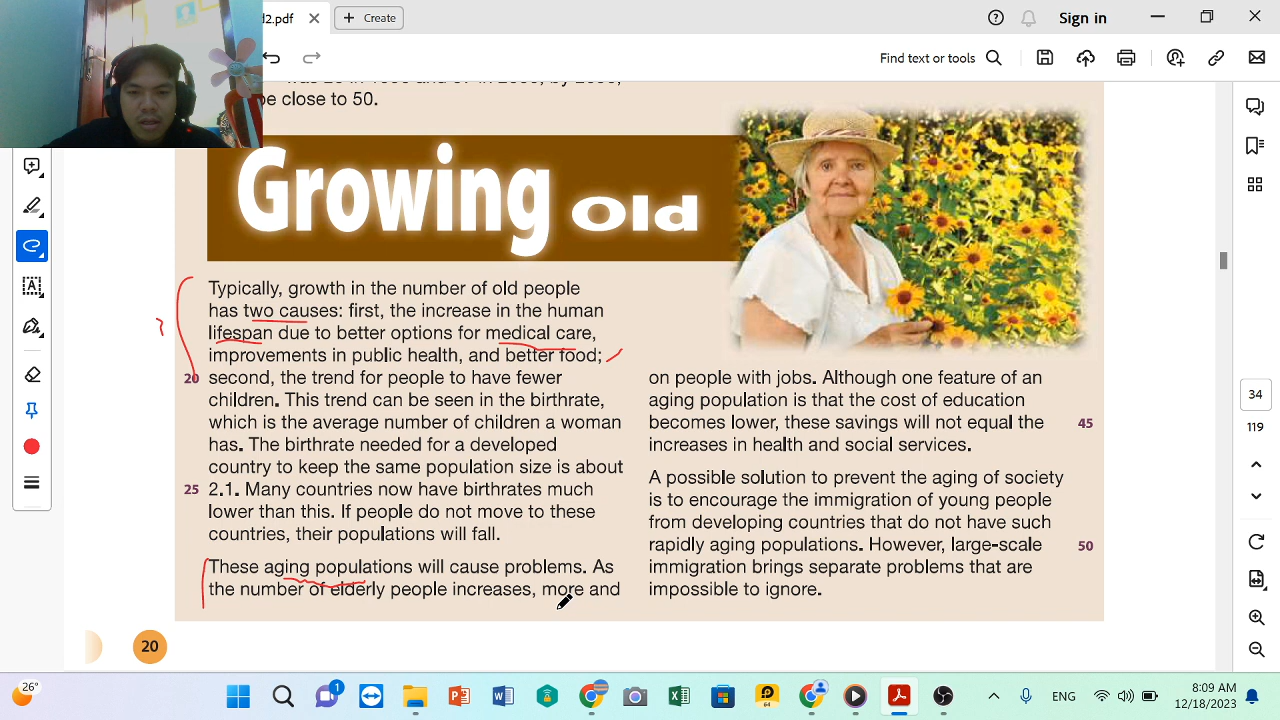 d2.pdf
Create
Sign in
Find text or tools
be close to 50.
Growing old
Typically, growth in the number of old people
has two causes: first, the increase in the human
lifespan due to better options for medical care,
improvements in public health, and better food;
20 second, the trend for people to have fewer
children. This trend can be seen in the birthrate,
which is the average number of children a woman
has. The birthrate needed for a developed
country to keep the same population size is about
25 2.1. Many countries now have birthrates much
lower than this. If people do not move to these
countries, their populations will fall.
These aging populations will cause problems. As
the number of elderly people increases, more and
on people with jobs. Although one feature of an
aging population is that the cost of education
becomes lower, these savings will not equal the 45
increases in health and social services.
A possible solution to prevent the aging of society
is to encourage the immigration of young people
from developing countries that do not have such
rapidly aging populations. However, large-scale 50
immigration brings separate problems that are
impossible to ignore.
20
34
119
26°
1
64
ENG
8:09 AM
12/18/2023